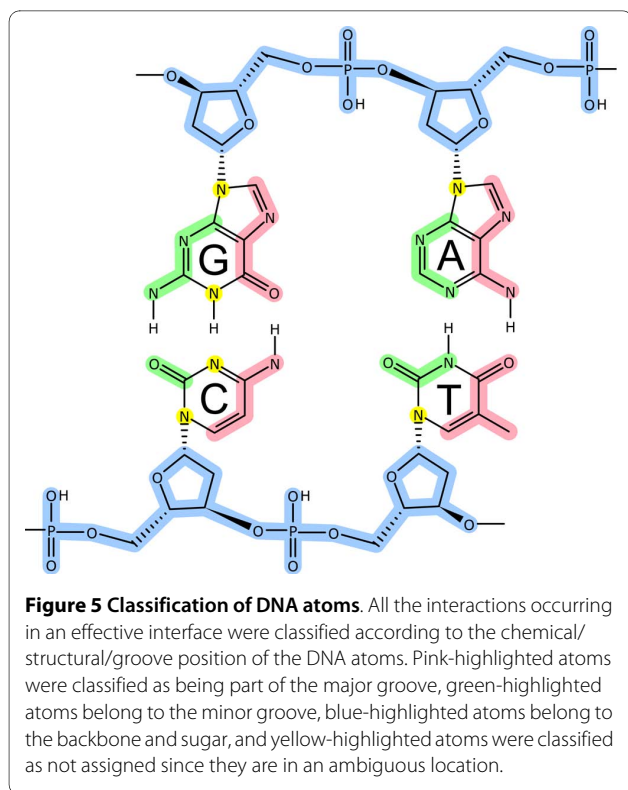 O O
O O P O O P
OH OH
O O
N N
N N
N N
G A
N N O N N
H H H H H
O N N O N O
C T
N N
O O
OH OH
P O O P O O
O O
Figure 5 Classification of DNA atoms. All the interactions occurring
in an effective interface were classified according to the chemical/
structural/groove position of the DNA atoms. Pink-highlighted atoms
were classified as being part of the major groove, green-highlighted
atoms belong to the minor groove, blue-highlighted atoms belong to
the backbone and sugar, and yellow-highlighted atoms were classified
as not assigned since they are in an ambiguous location.